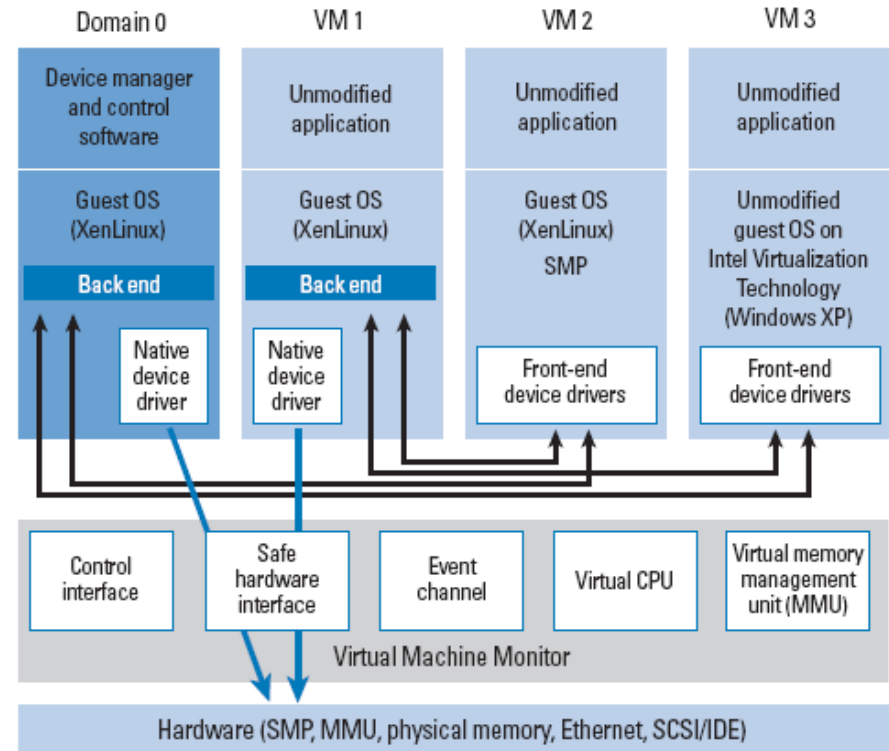 Domain 0
VM 1
VM 2
VM 3
Device manager
and control
software
Unmodified
application
Unmodified
application
Unmodified
application
Guest OS
(XenLinux)
Back end
Native
device
driver
Guest OS
(XenLinux)
Back end
Native
device
driver
Guest OS
(XenLinux)
SMP
Front-end
device drivers
Unmodified
guest OS on
Intel Virtualization
Technology
(Windows XP)
Front-end
device drivers
Control
interface
Safe
hardware
interface
Event
channel
Virtual CPU
Virtual memory
management
unit (MMU)
Virtual Machine Monitor
Hardware (SMP, MMU, physical memory, Ethernet, SCSI/IDE)